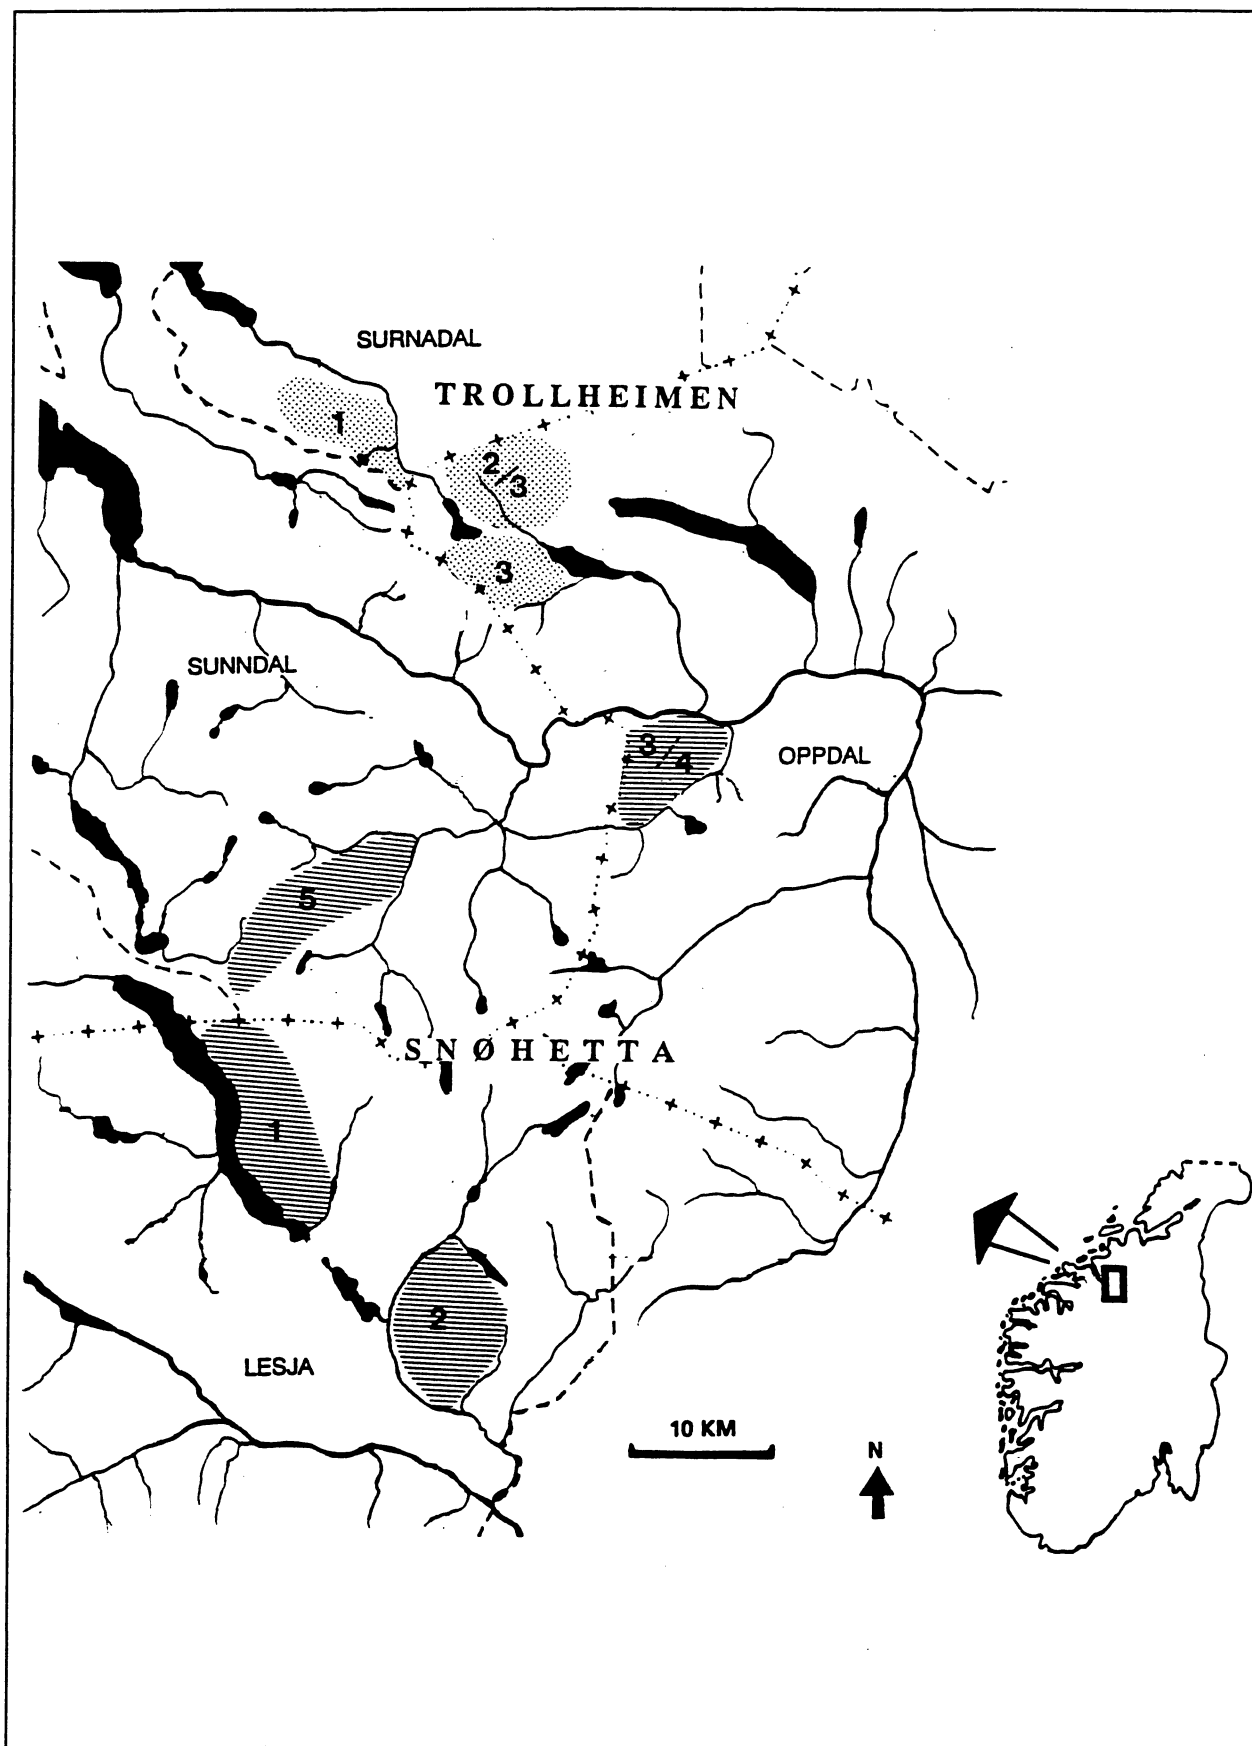 SURNADAL
TROLLHEIMEN
1
2/3
3
SUNNDAL
3/4
OPPDAL
5
SNØHETTA
1
2
LESJA
10 KM
N